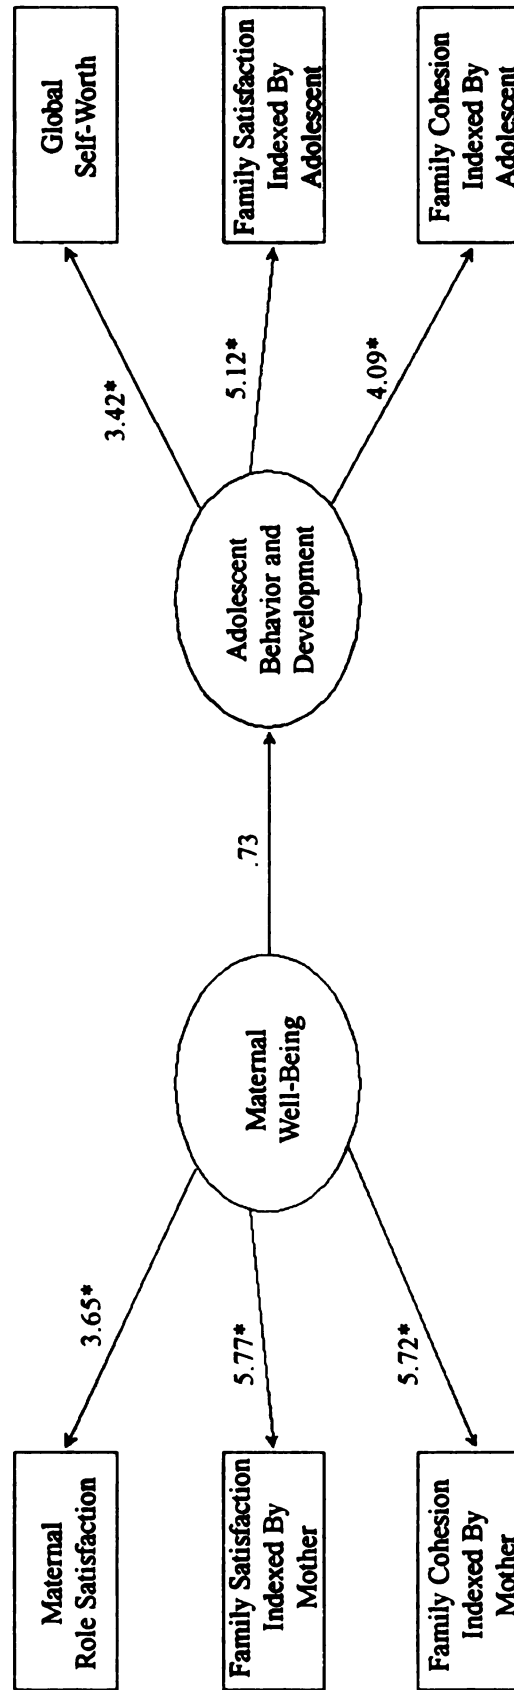 Maternal
Role Satisfaction
Family Satisfaction
Indexed By
Mother
Family Cohesion
Indexed By
Mother
3.65*
5.77*
5.72*
Maternal
Well-Being
.73
Adolescent
Behavior and
Development
3.42*
5.12*
4.09*
Global
Self-Worth
Family Satisfaction
Indexed By
Adolescent
Family Cohesion
Indexed By
Adolescent